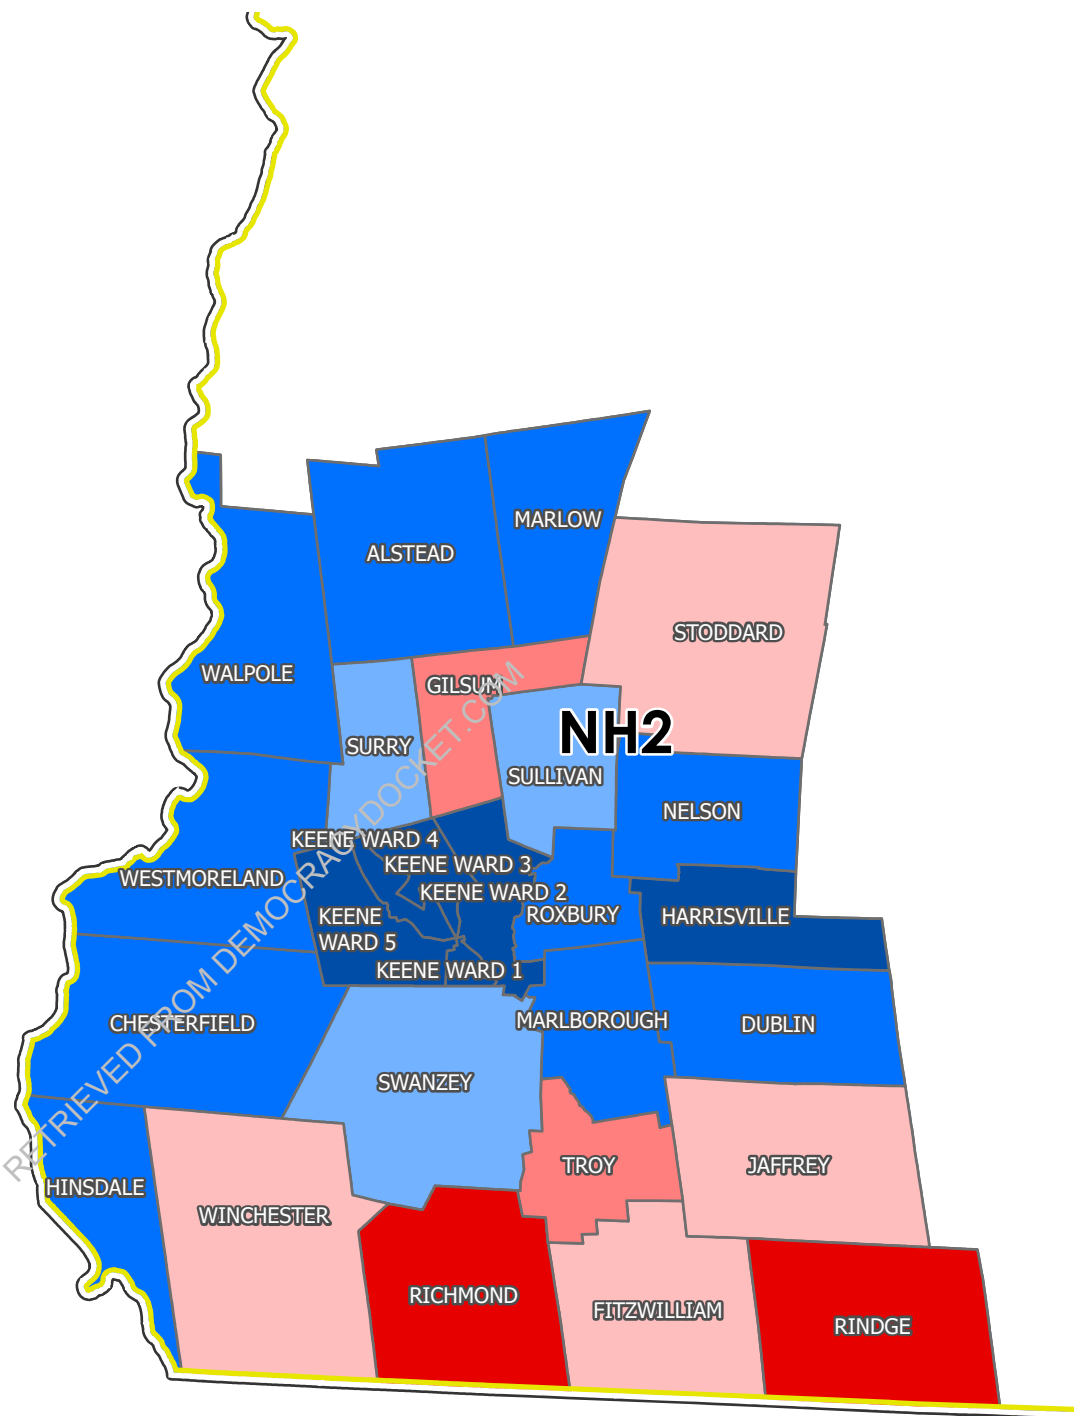 MARLOW
ALSTEAD
STODDARD
WALPOLE
GILSUM
NH2
SURRY
SULLIVAN
NELSON
KEENE WARD 4
KEENE WARD 3
WESTMORELAND
KEENE WARD 2
ROXBURY
HARRISVILLE
KEENE
WARD 5
KEENE WARD 1
CHESTERFIELD
MARLBOROUGH
DUBLIN
SWANZEY
TROY
JAFFREY
HINSDALE
WINCHESTER
RICHMOND
FITZWILLIAM
RINDGE
RETRIEVED FROM DEMOCRACYDOCKET.COM